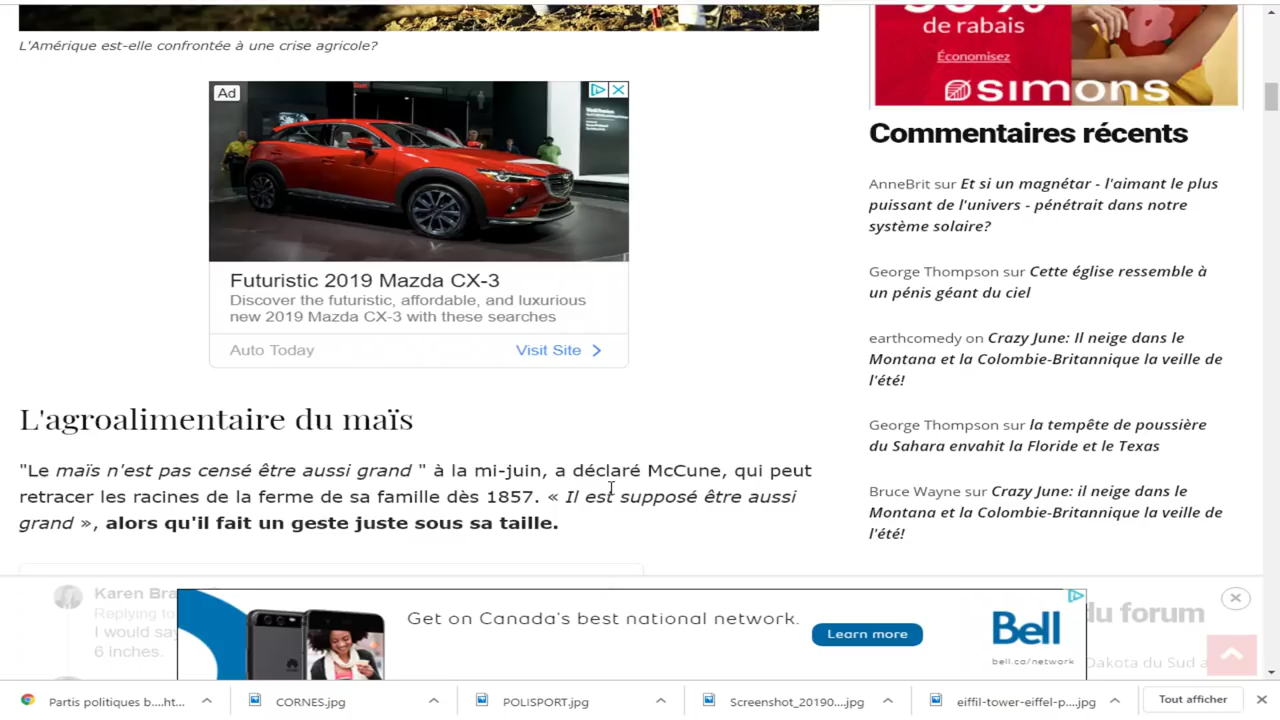 L'Amérique est-elle confrontée à une crise agricole?
Ad
Futuristic 2019 Mazda CX-3
Discover the futuristic, affordable, and luxurious
new 2019 Mazda CX-3 with these searches
Auto Today
Visit Site
L'agroalimentaire du maïs
"Le maïs n'est pas censé être aussi grand " à la mi-juin, a déclaré McCune, qui peut
retracer les racines de la ferme de sa famille dès 1857. « Il est supposé être aussi
grand », alors qu'il fait un geste juste sous sa taille.
de rabais
Économisez
simons
Commentaires récents
AnneBrit sur Et si un magnétar - l'aimant le plus
puissant de l'univers - pénétrait dans notre
système solaire?
George Thompson sur Cette église ressemble à
un pénis géant du ciel
earthcomedy on Crazy June: Il neige dans le
Montana et la Colombie-Britannique la veille de
l'été!
George Thompson sur la tempête de poussière
du Sahara envahit la Floride et le Texas
Bruce Wayne sur Crazy June: il neige dans le
Montana et la Colombie-Britannique la veille de
l'été!
Karen Bra
Replying to
I would say
6 inches.
Get on Canada's best national network.
Learn more
Bell
bell.ca/network
du forum
Dakota du Sud a
Partis politiques b....ht...
CORNES.jpg
POLISPORT.jpg
Screenshot_20190....jpg
eiffil-tower-eiffel-p....jpg
Tout afficher